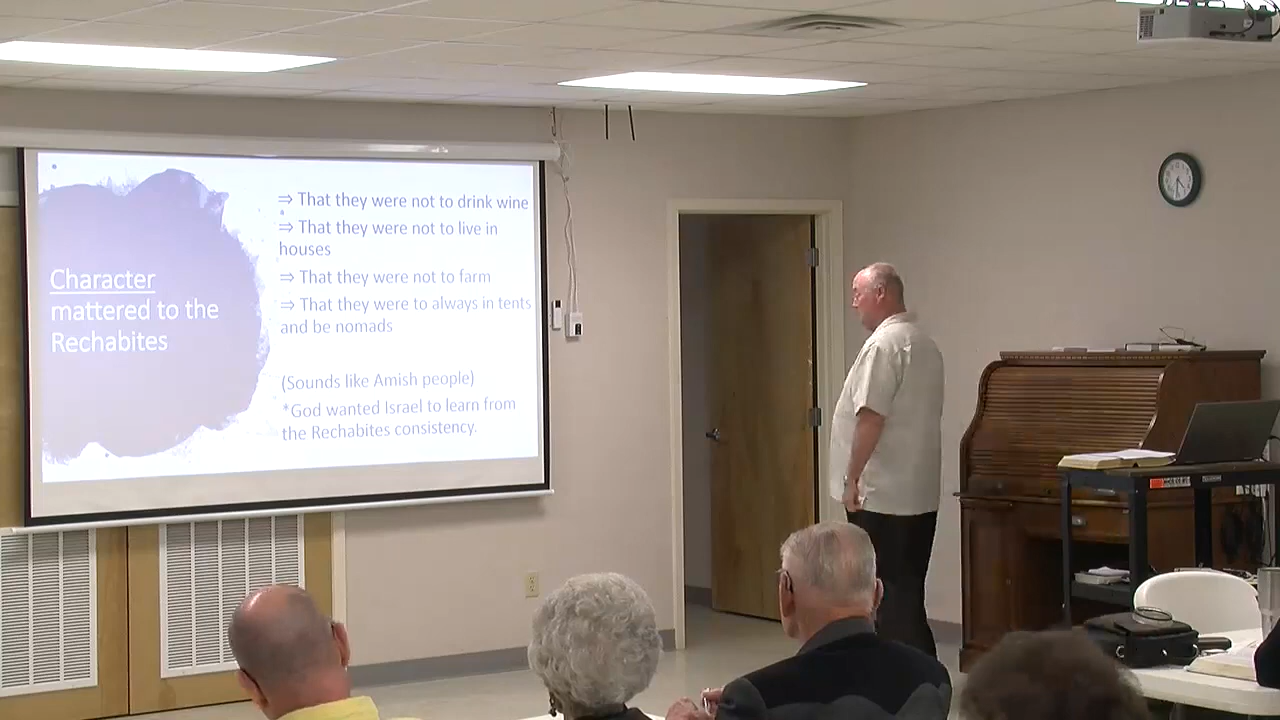 Character
mattered to the
Rechabites
⇒ That they were not to drink wine
⇒ That they were not to live in
houses
⇒ That they were not to farm
⇒ That they were to always in tents
and be nomads
(Sounds like Amish people)
*God wanted Israel to learn from
the Rechabites consistency.